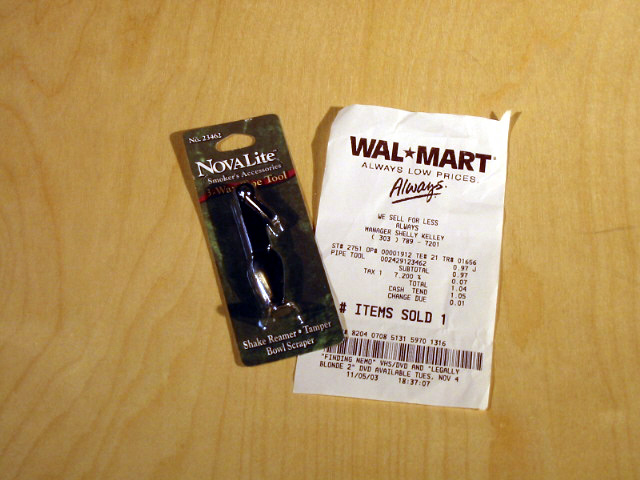 No. 23462
NOVALITE
Smoker's Accessories
3-Way Pipe Tool
Shake Reamer • Tamper
Bowl Scraper
WAL★MART
ALWAYS LOW PRICES.
Always.
WE SELL FOR LESS
ALWAYS
MANAGER SHELLY KELLEY
( 303 ) 789 - 7201
ST# 2751 OP# 00001912 TE# 21 TR# 01656
PIPE TOOL 002429123462 0.97 J
SUBTOTAL 0.97
TAX 1 7.200 % 0.07
TOTAL 1.04
CASH TEND 1.05
CHANGE DUE 0.01
# ITEMS SOLD 1
# 8204 0708 5131 5970 1316
"FINDING NEMO" VHS/DVD AND "LEGALLY
BLONDE 2" DVD AVAILABLE TUES, NOV 4
11/05/03 18:37:07